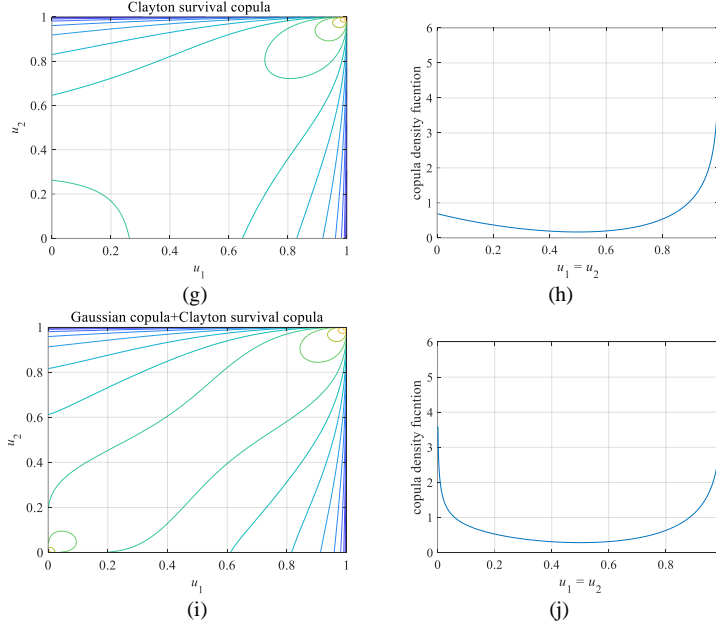 Clayton survival copula
1
0.8
0.6
0.4
0.2
0
u2
0 0.2 0.4 0.6 0.8 1
u1
(g)
6
5
4
3
2
1
0
copula density fucntion
0 0.2 0.4 0.6 0.8
u1 = u2
(h)
Gaussian copula+Clayton survival copula
1
0.8
0.6
0.4
0.2
0
u2
0 0.2 0.4 0.6 0.8 1
u1
(i)
6
5
4
3
2
1
0
copula density fucntion
0 0.2 0.4 0.6 0.8
u1 = u2
(j)